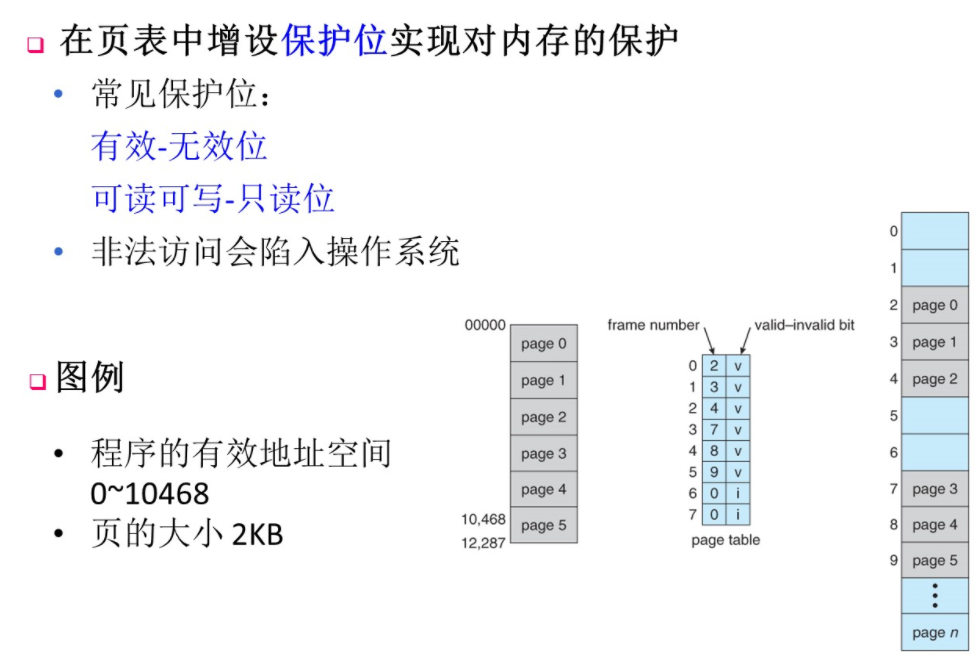 在页表中增设保护位实现对内存的保护
常见保护位：
有效-无效位
可读可写-只读位
非法访问会陷入操作系统
图例
程序的有效地址空间
0~10468
页的大小 2KB
00000
page 0
page 1
page 2
page 3
page 4
10,468
page 5
12,287
frame number
valid–invalid bit
0 2 v
1 3 v
2 4 v
3 7 v
4 8 v
5 9 v
6 0 i
7 0 i
page table
0
1
2 page 0
3 page 1
4 page 2
5
6
7 page 3
8 page 4
9 page 5
page n